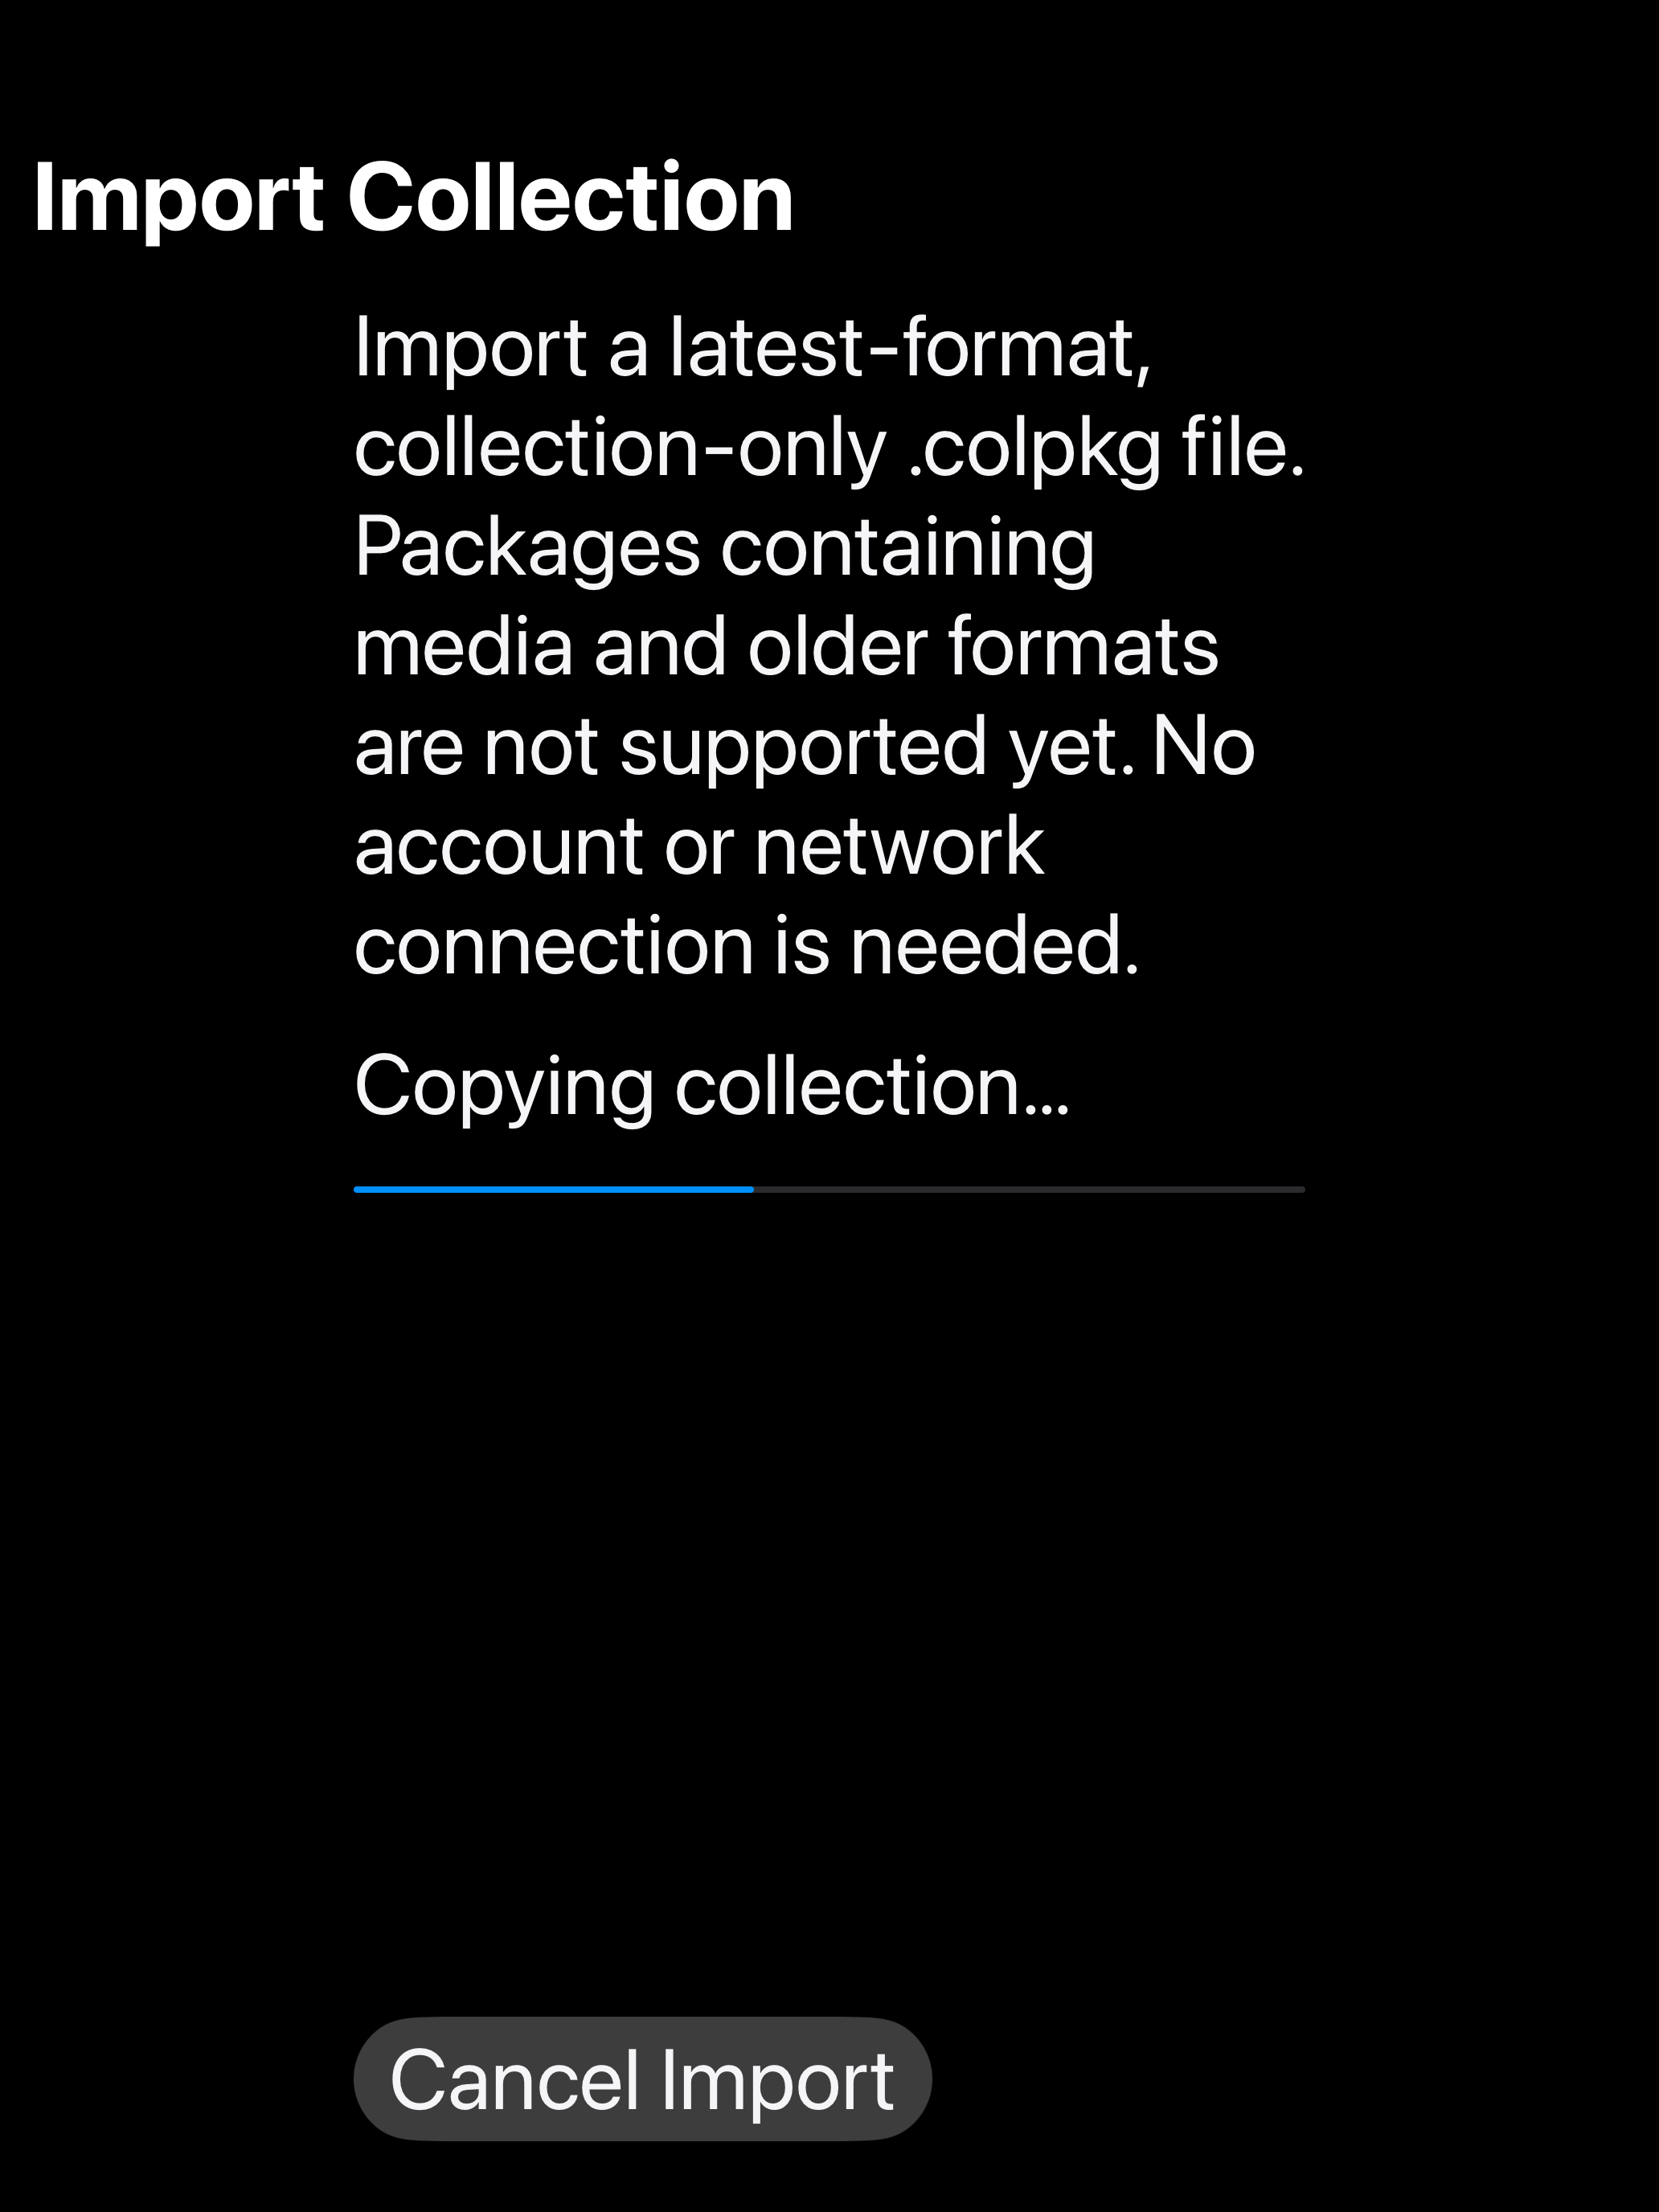 Import Collection
Import a latest-format,
collection-only .colpkg file.
Packages containing
media and older formats
are not supported yet. No
account or network
connection is needed.
Copying collection…
Cancel Import